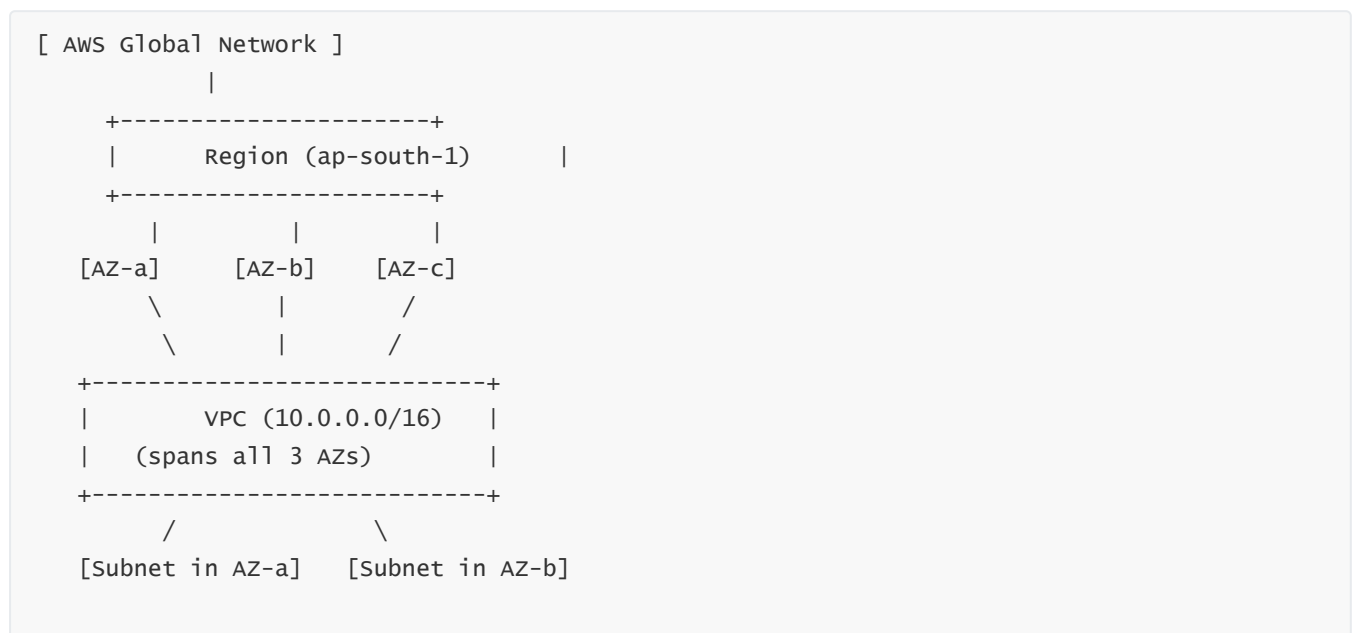 [ AWS Global Network ]
            |
     +----------------------+
     |      Region (ap-south-1)      |
     +----------------------+
        |         |         |
   [AZ-a]     [AZ-b]    [AZ-c]
        \        |        /
         \       |       /
   +----------------------------+
   |        VPC (10.0.0.0/16)   |
   |   (spans all 3 AZs)        |
   +----------------------------+
         /              \
   [Subnet in AZ-a]   [Subnet in AZ-b]